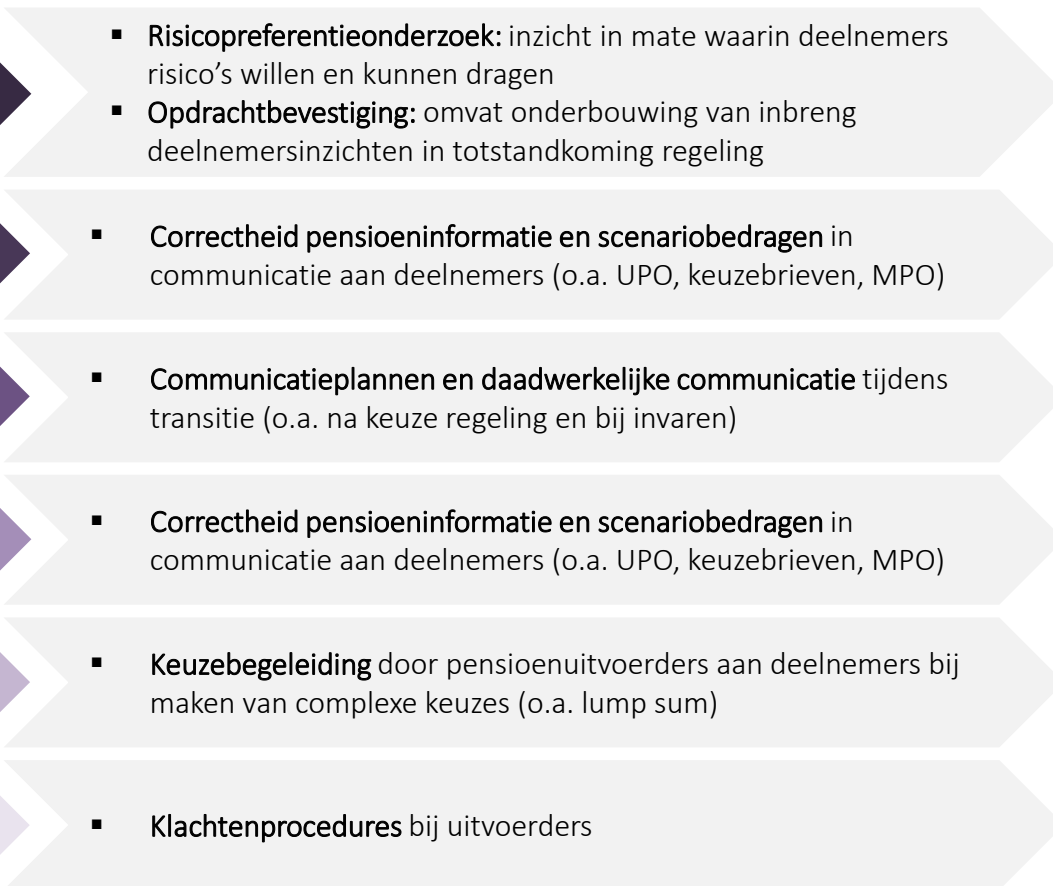 ▪ Risicopreferentieonderzoek: inzicht in mate waarin deelnemers
risico’s willen en kunnen dragen
▪ Opdrachtbevestiging: omvat onderbouwing van inbreng
deelnemersinzichten in totstandkoming regeling
▪ Correctheid pensioeninformatie en scenariobedragen in
communicatie aan deelnemers (o.a. UPO, keuzebrieven, MPO)
▪ Communicatieplannen en daadwerkelijke communicatie tijdens
transitie (o.a. na keuze regeling en bij invaren)
▪ Correctheid pensioeninformatie en scenariobedragen in
communicatie aan deelnemers (o.a. UPO, keuzebrieven, MPO)
▪ Keuzebegeleiding door pensioenuitvoerders aan deelnemers bij
maken van complexe keuzes (o.a. lump sum)
▪ Klachtenprocedures bij uitvoerders